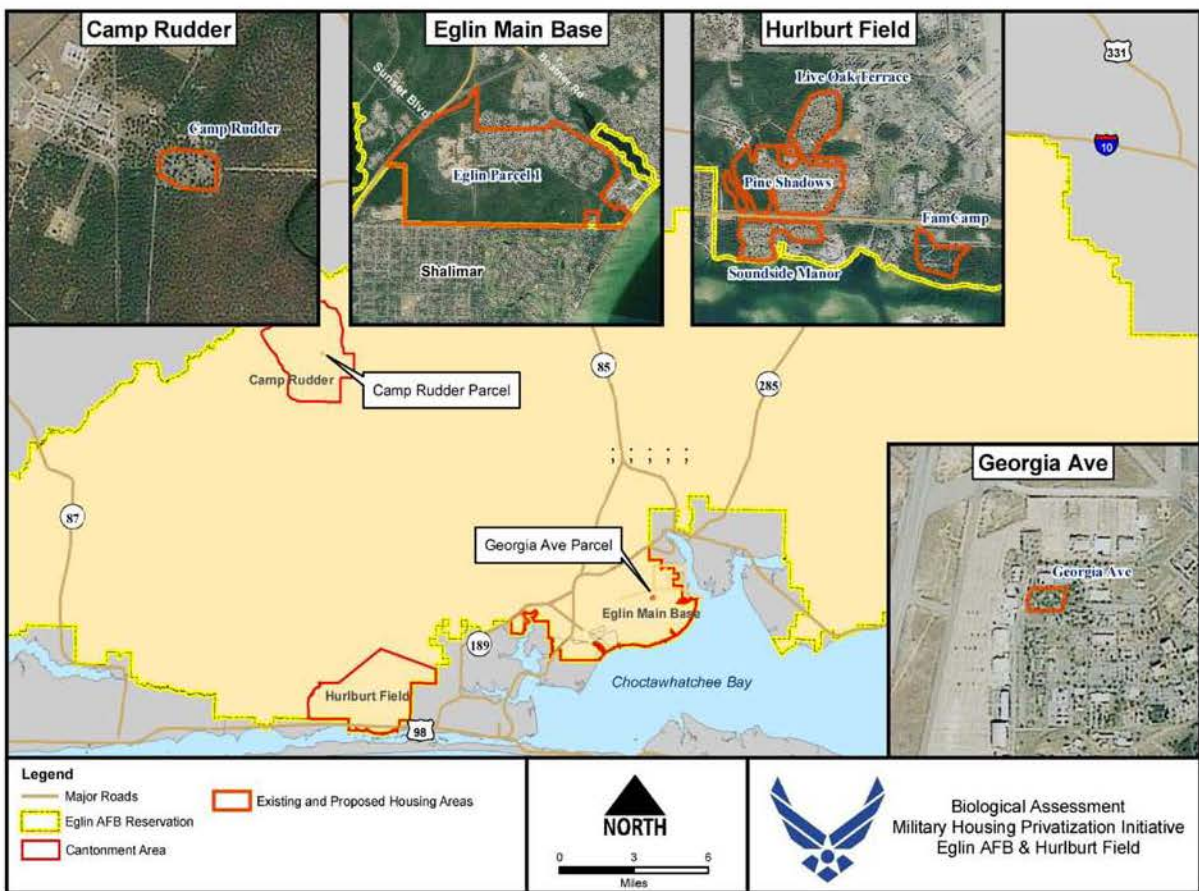 Camp Rudder
Camp Rudder
Eglin Main Base
Sunset Blvd
Boatner Rd
Eglin Parcel 1
Shalimar
Hurlburt Field
Live Oak Terrace
Pine Shadows
FamCamp
Soundside Manor
331
10
Camp Rudder
Camp Rudder Parcel
85
285
; ; ; ; ;
87
Georgia Ave Parcel
Eglin Main Base
189
Hurlburt Field
98
Choctawhatchee Bay
Georgia Ave
Georgia Ave
Legend
Major Roads
Eglin AFB Reservation
Cantonment Area
Existing and Proposed Housing Areas
NORTH
0 3 6
Miles
Biological Assessment
Military Housing Privatization Initiative
Eglin AFB & Hurlburt Field